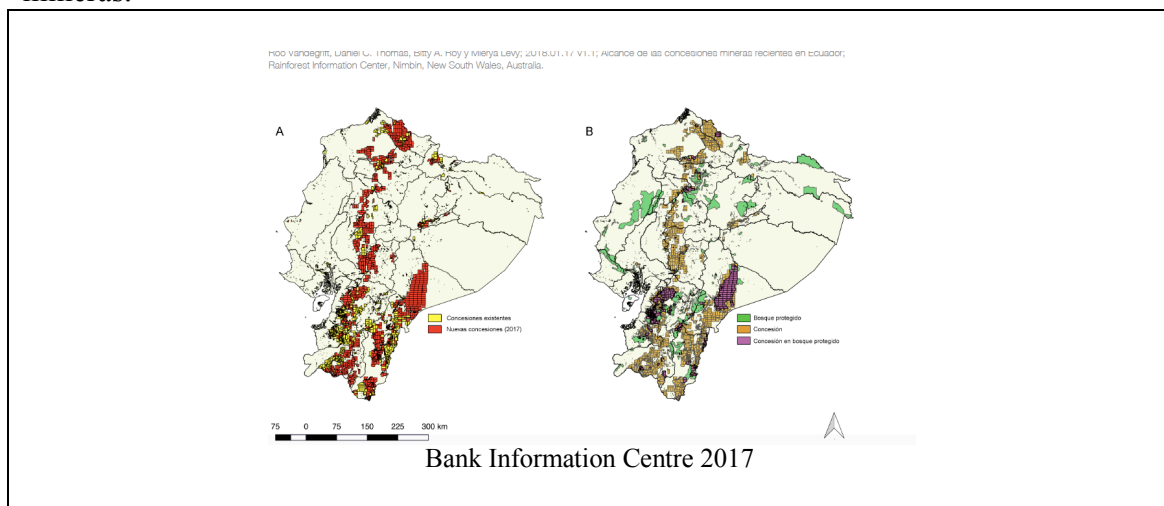 mineras.
Roo Vandegrift, Daniel C. Thomas, Bitty A. Roy y Mierya Levy; 2018.01.17 v1.1; Alcance de las concesiones mineras recientes en Ecuador;
Rainforest Information Center, Nimbin, New South Wales, Australia.
A
B
Concesiones existentes
Nuevas concesiones (2017)
Bosque protegido
Concesión
Concesión en bosque protegido
75 0 75 150 225 300 km
Bank Information Centre 2017